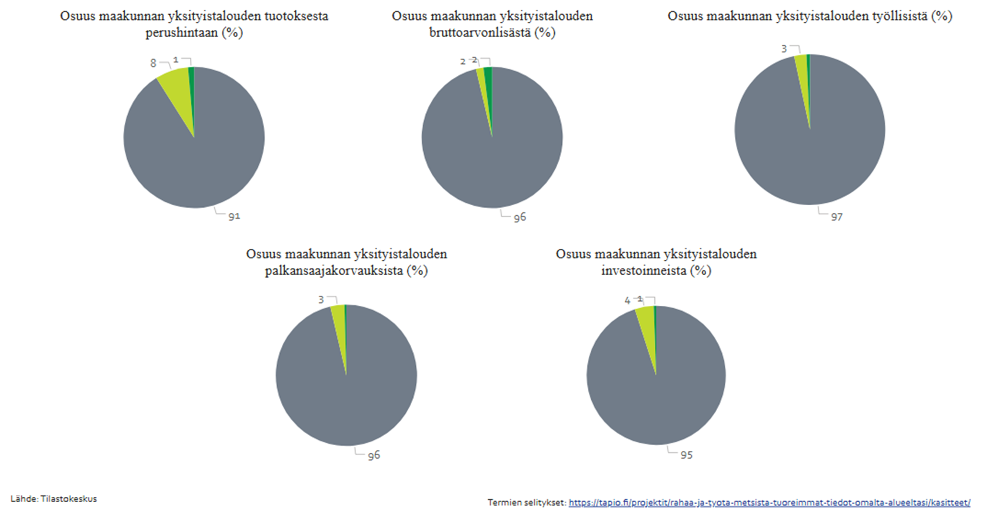 Osuus maakunnan yksityistalouden tuotoksesta
perushintaan (%)
8
1
91
Osuus maakunnan yksityistalouden
bruttoarvonlisästä (%)
2
2
96
Osuus maakunnan yksityistalouden työllisistä (%)
3
97
Osuus maakunnan yksityistalouden
palkansaajakorvauksista (%)
3
96
Osuus maakunnan yksityistalouden
investoinneista (%)
4
1
95
Lähde: Tilastokeskus
Termien selitykset: https://tapio.fi/projektit/rahaa-ja-tyota-metsista-tuoreimmat-tiedot-omalta-alueeltasi/kasitteet/